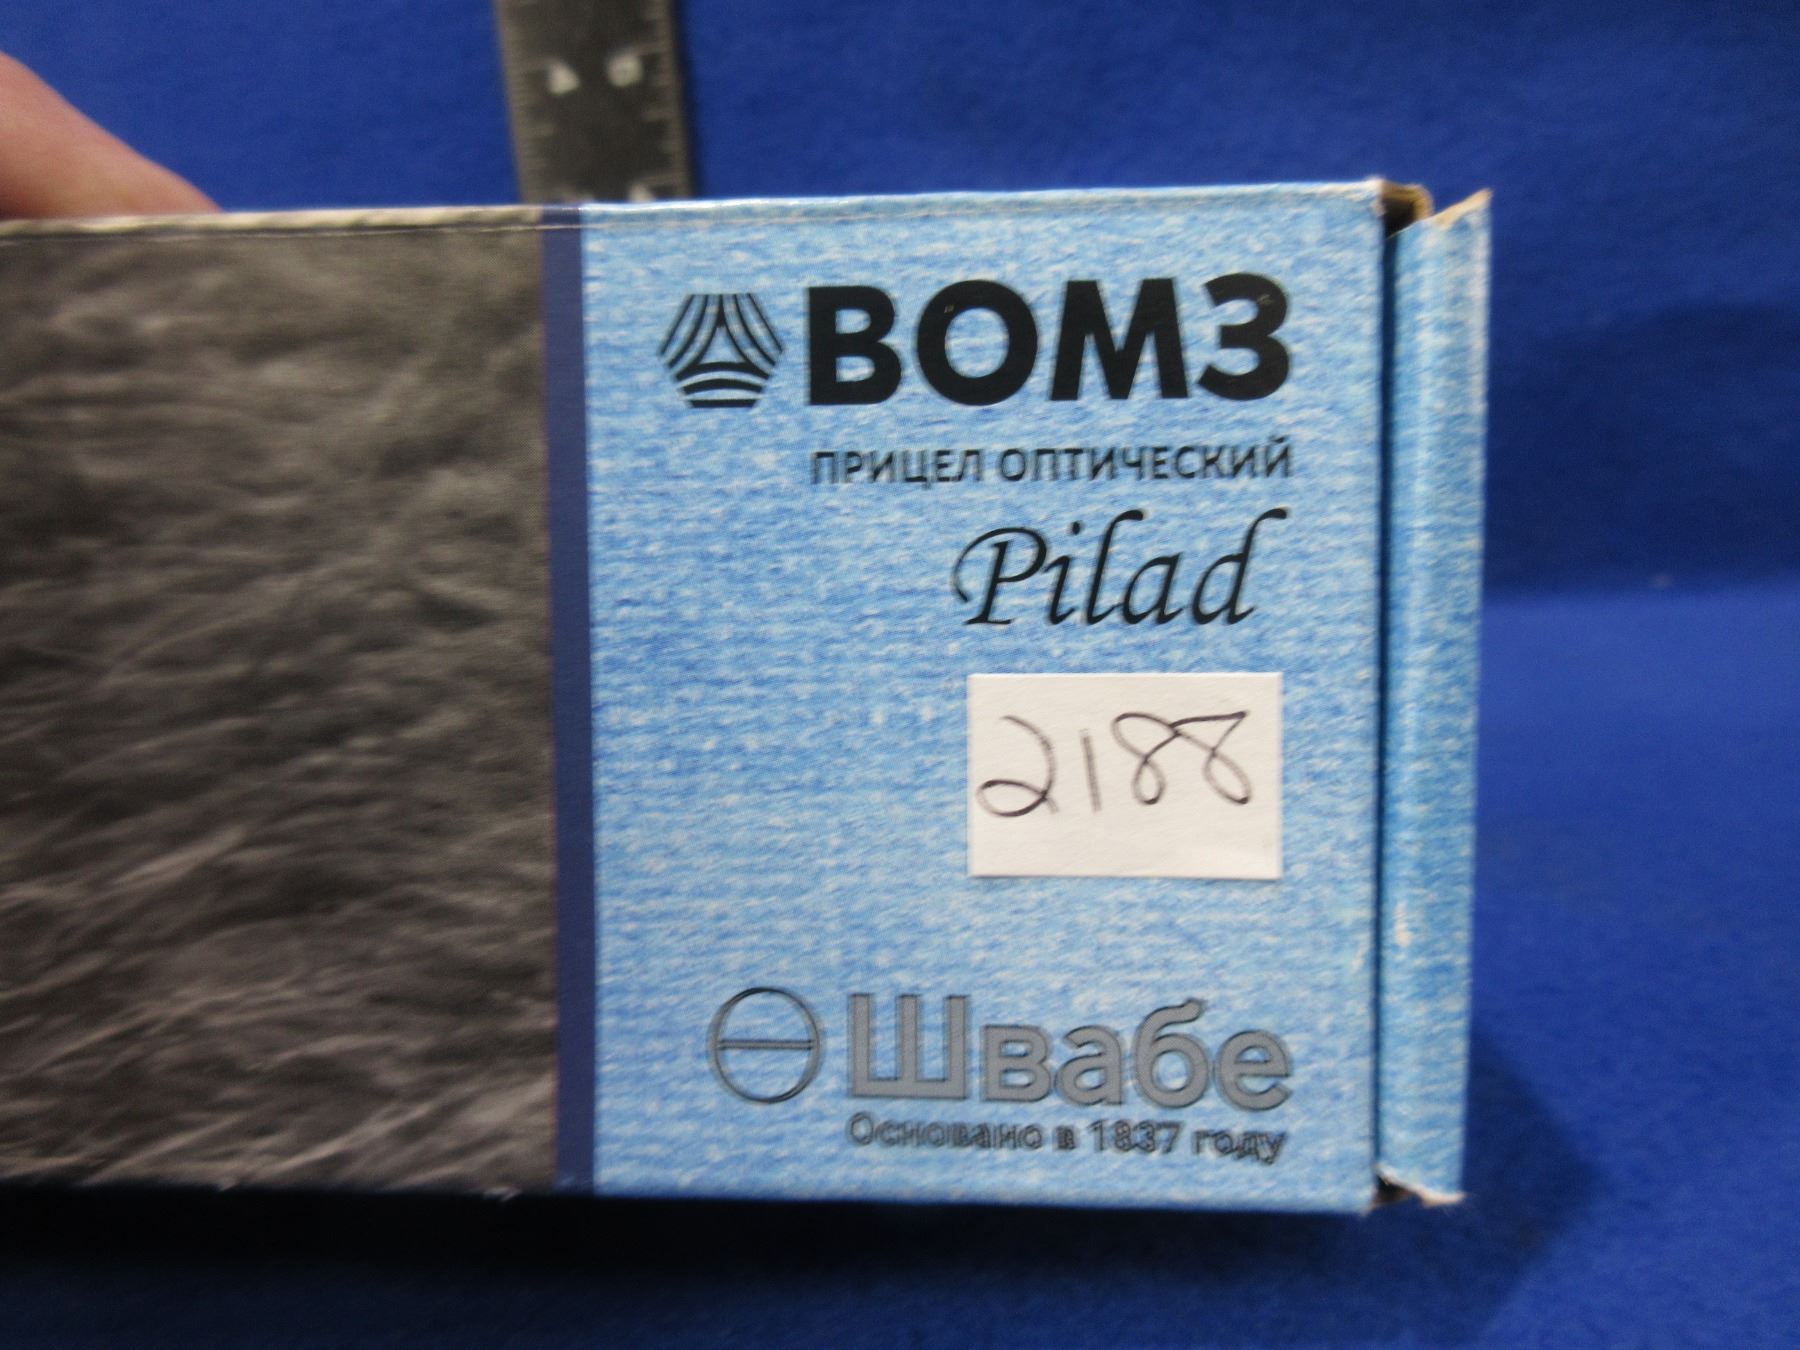 ВОМЗ
ПРИЦЕЛ ОПТИЧЕСКИЙ
Pilad
2188
Швабе
Основано в 1837 году